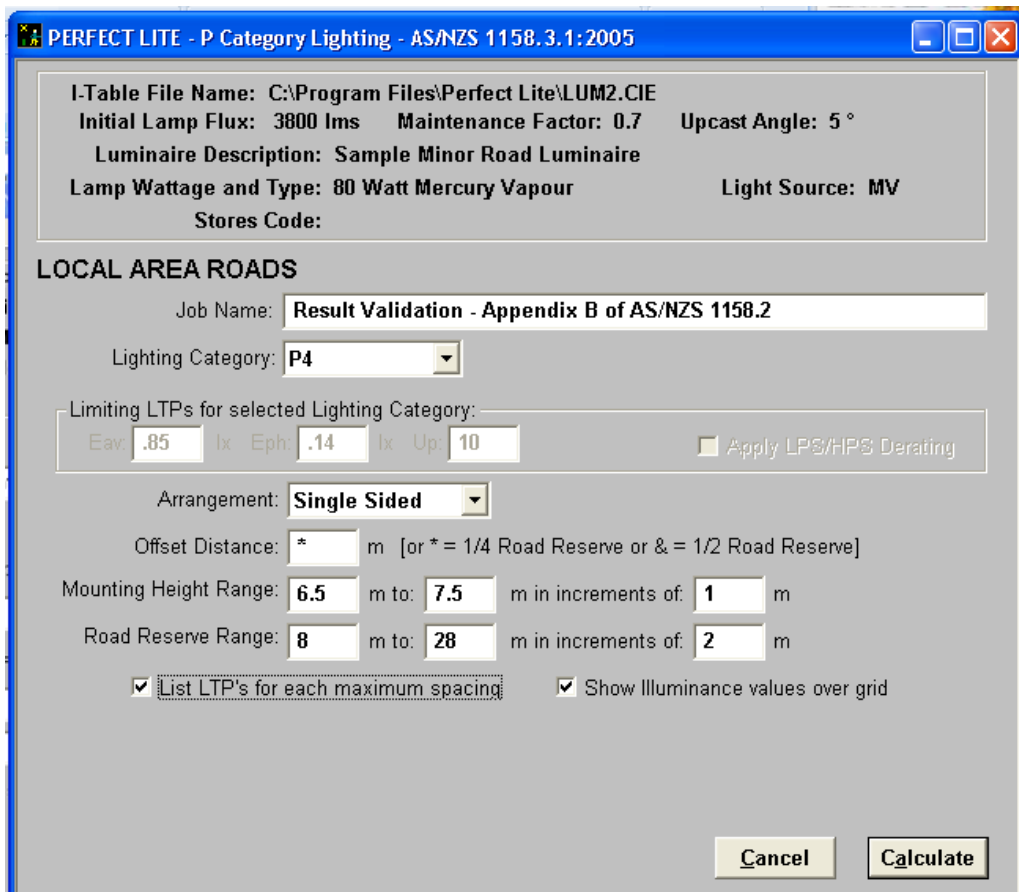 PERFECT LITE - P Category Lighting - AS/NZS 1158.3.1:2005
I-Table File Name: C:\Program Files\Perfect Lite\LUM2.CIE
Initial Lamp Flux: 3800 lms Maintenance Factor: 0.7 Upcast Angle: 5 °
Luminaire Description: Sample Minor Road Luminaire
Lamp Wattage and Type: 80 Watt Mercury Vapour Light Source: MV
Stores Code:
LOCAL AREA ROADS
Job Name: Result Validation - Appendix B of AS/NZS 1158.2
Lighting Category: P4
Limiting LTPs for selected Lighting Category:
Eav: .85 lx Eph: .14 lx Up: 10 Apply LPS/HPS Derating
Arrangement: Single Sided
Offset Distance: * m [or * = 1/4 Road Reserve or & = 1/2 Road Reserve]
Mounting Height Range: 6.5 m to: 7.5 m in increments of: 1 m
Road Reserve Range: 8 m to: 28 m in increments of: 2 m
List LTP's for each maximum spacing Show Illuminance values over grid
Cancel Calculate